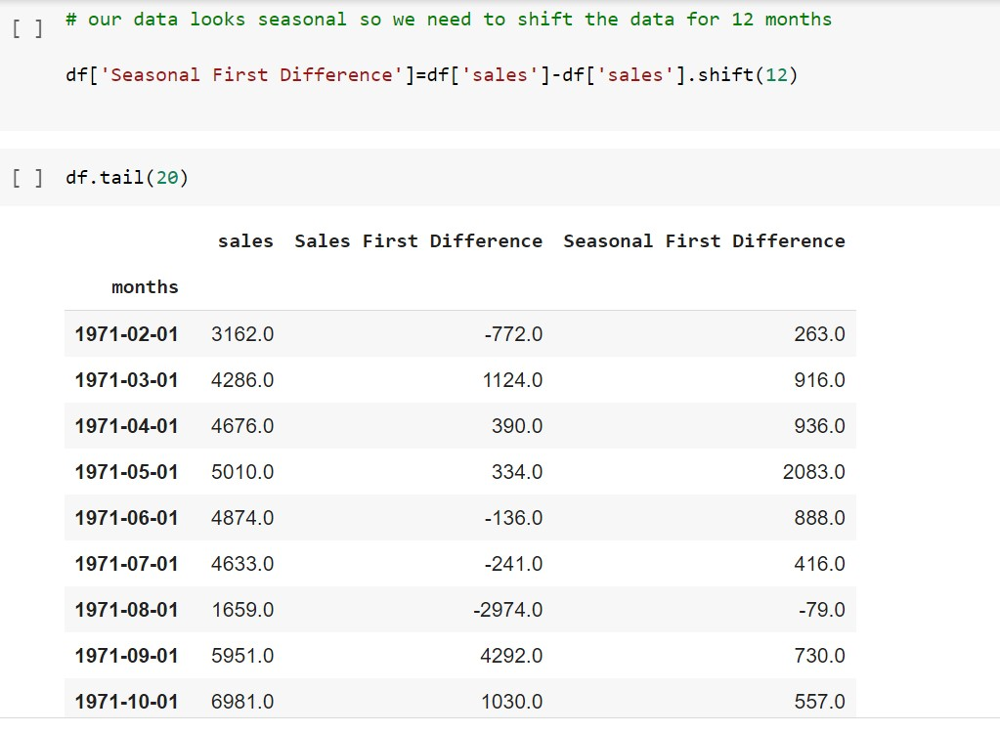 # our data looks seasonal so we need to shift the data for 12 months
[ ]
df['Seasonal First Difference']=df['sales']-df['sales'].shift(12)
[ ] df.tail(20)
sales Sales First Difference Seasonal First Difference
months
1971-02-01 3162.0 -772.0 263.0
1971-03-01 4286.0 1124.0 916.0
1971-04-01 4676.0 390.0 936.0
1971-05-01 5010.0 334.0 2083.0
1971-06-01 4874.0 -136.0 888.0
1971-07-01 4633.0 -241.0 416.0
1971-08-01 1659.0 -2974.0 -79.0
1971-09-01 5951.0 4292.0 730.0
1971-10-01 6981.0 1030.0 557.0